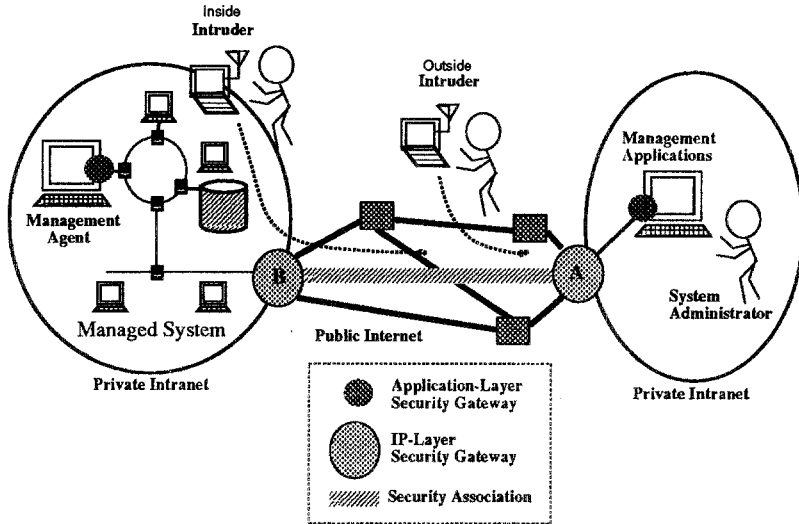 Inside
Intruder
Outside
Intruder
Management
Applications
Management
Agent
B
A
System
Administrator
Managed System
Public Internet
Private Intranet
Private Intranet
Application-Layer
Security Gateway
IP-Layer
Security Gateway
Security Association